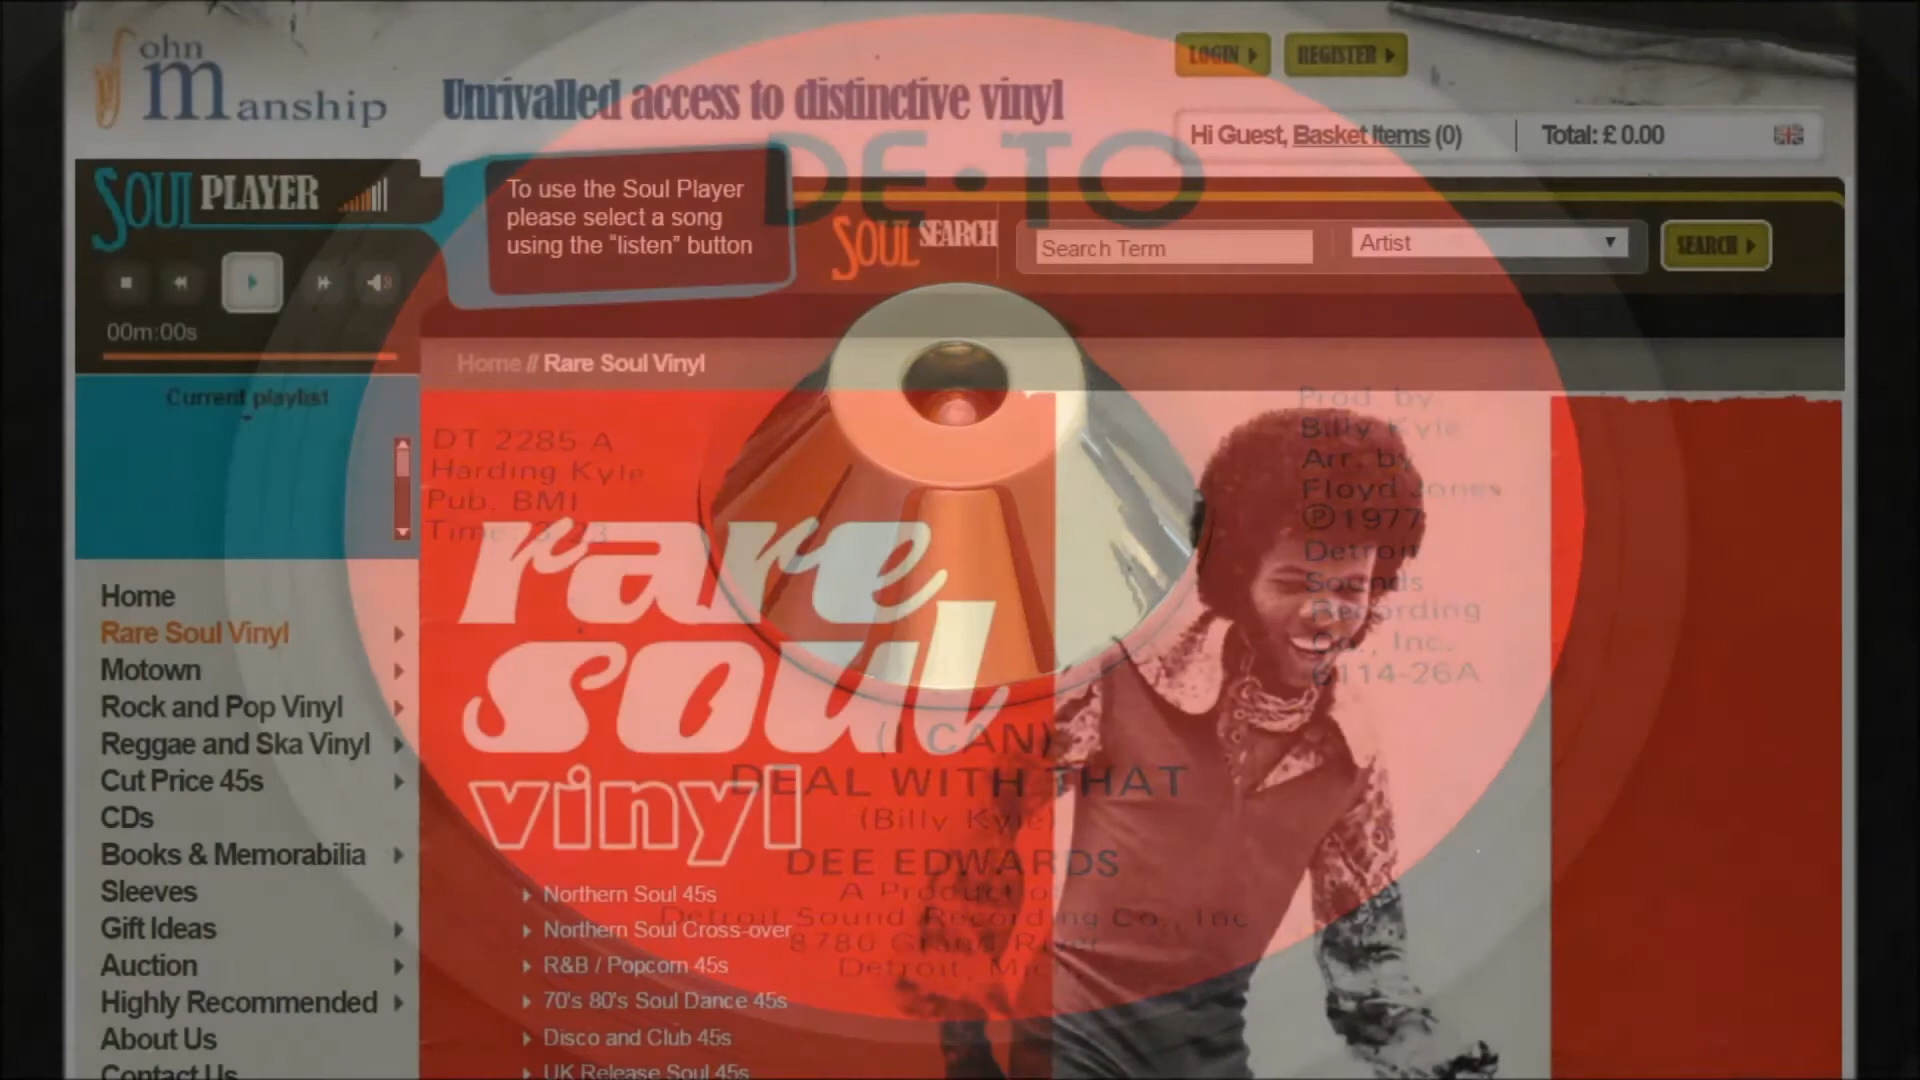 John Manship
Unrivalled access to distinctive vinyl
LOGIN
REGISTER
Hi Guest, Basket Items (0)
Total: £ 0.00
SOUL PLAYER
To use the Soul Player
please select a song
using the “listen” button
DE·TO
SOUL SEARCH
Search Term
Artist
SEARCH
00m:00s
Home // Rare Soul Vinyl
Current playlist
DT 2285 A
Harding Kyle
Pub. BMI
Time:
Prod. by
Billy Kyle
Arr. by
Floyd Jones
℗1977
Detroit
Sounds
Recording
Co., Inc.
6114-26A
rare
soul
vinyl
Home
Rare Soul Vinyl
Motown
Rock and Pop Vinyl
Reggae and Ska Vinyl
Cut Price 45s
CDs
Books & Memorabilia
Sleeves
Gift Ideas
Auction
Highly Recommended
About Us
Contact Us
(I CAN)
DEAL WITH THAT
(Billy Kyle)
DEE EDWARDS
A Production
Detroit Sound Recording Co., Inc.
8780 Grand River
Detroit, Mich
Northern Soul 45s
Northern Soul Cross-over
R&B / Popcorn 45s
70's 80's Soul Dance 45s
Disco and Club 45s
UK Release Soul 45s